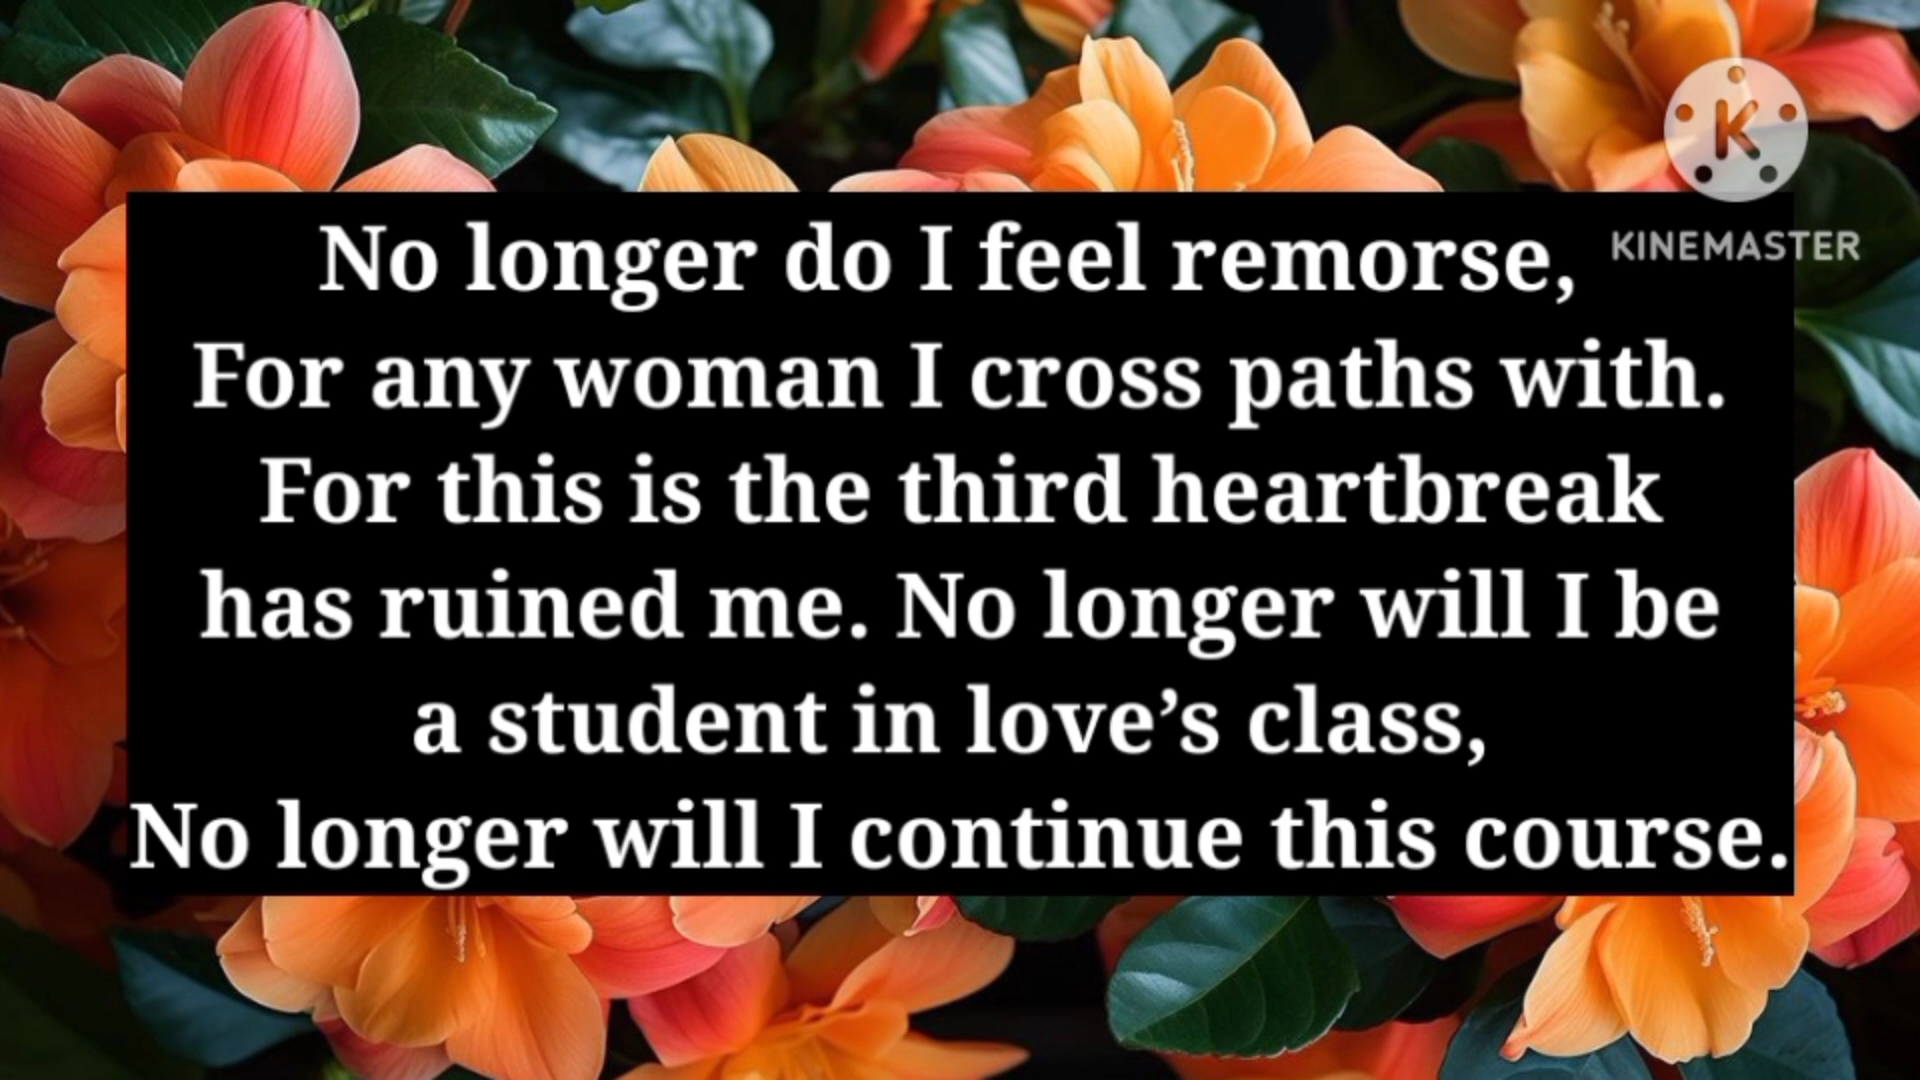 No longer do I feel remorse,
KINEMASTER
For any woman I cross paths with.
For this is the third heartbreak
has ruined me. No longer will I be
a student in love’s class,
No longer will I continue this course.